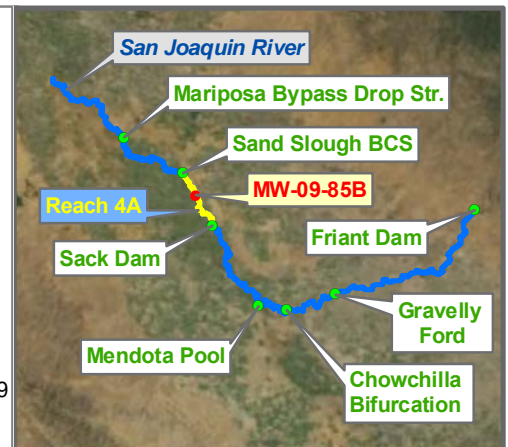 San Joaquin River
Mariposa Bypass Drop Str.
Sand Slough BCS
MW-09-85B
Reach 4A
Friant Dam
Sack Dam
Gravelly
Ford
Mendota Pool
Chowchilla
Bifurcation
9